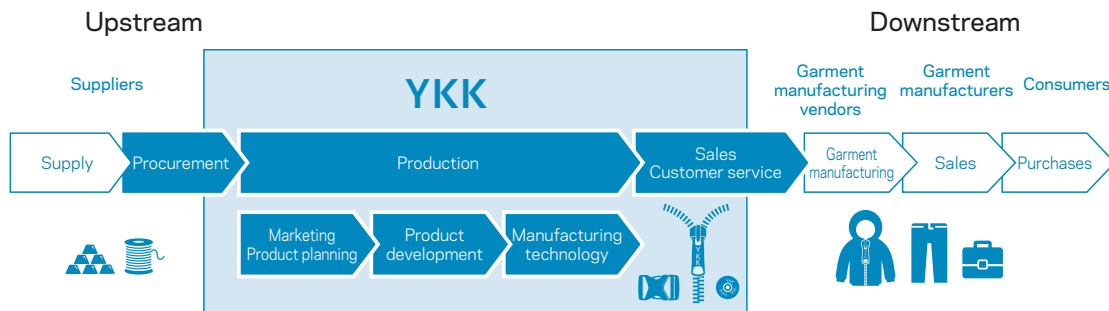 Upstream
Downstream
Suppliers
YKK
Garment
manufacturing
vendors
Garment
manufacturers
Consumers
Supply
Procurement
Production
Sales
Customer service
Garment
manufacturing
Sales
Purchases
Marketing
Product planning
Product
development
Manufacturing
technology
YKK